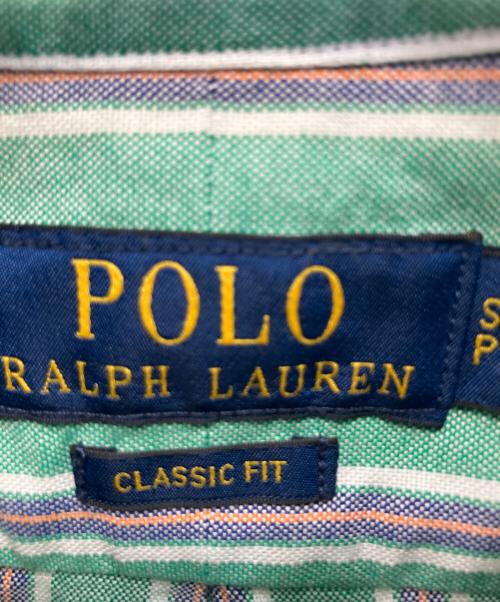 POLO
RALPH LAUREN
S
P
CLASSIC FIT